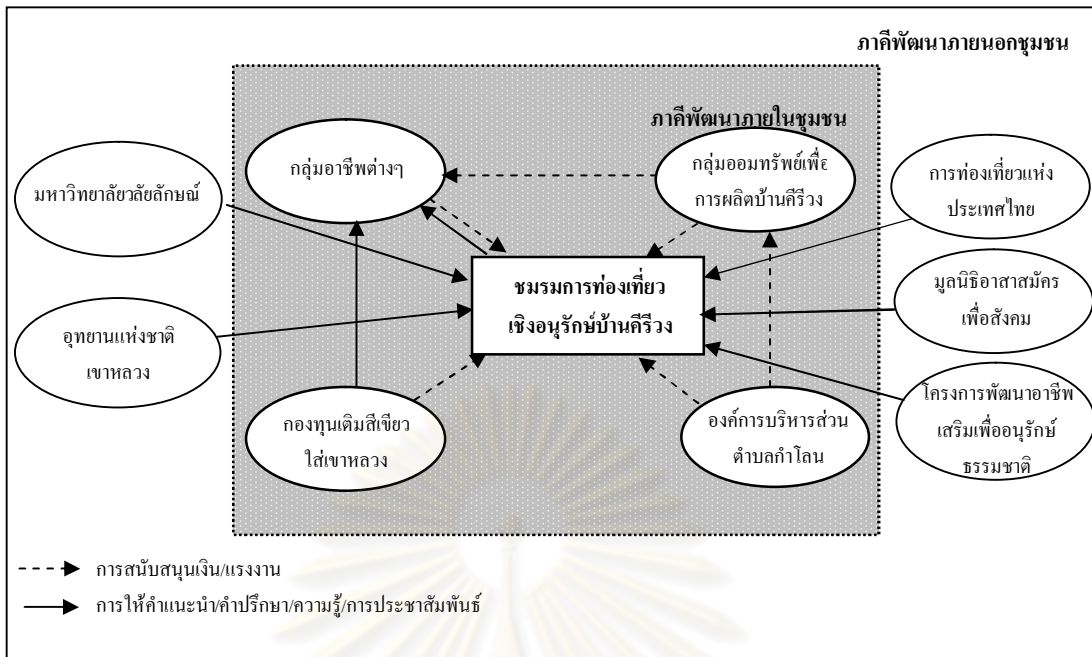 ภาคีพัฒนาภายนอกชุมชน
ภาคีพัฒนาภายในชุมชน
กลุ่มอาชีพต่างๆ
กลุ่มออมทรัพย์เพื่อ
การผลิตบ้านคีรีวง
มหาวิทยาลัยวลัยลักษณ์
การท่องเที่ยวแห่ง
ประเทศไทย
ชมรมการท่องเที่ยว
เชิงอนุรักษ์บ้านคีรีวง
มูลนิธิอาสาสมัคร
เพื่อสังคม
อุทยานแห่งชาติ
เขาหลวง
กองทุนเติมสีเขียว
ใส่เขาหลวง
องค์การบริหารส่วน
ตำบลกำโลน
โครงการพัฒนาอาชีพ
เสริมเพื่ออนุรักษ์
ธรรมชาติ
การสนับสนุนเงิน/แรงงาน
การให้คำแนะนำ/คำปรึกษา/ความรู้/การประชาสัมพันธ์